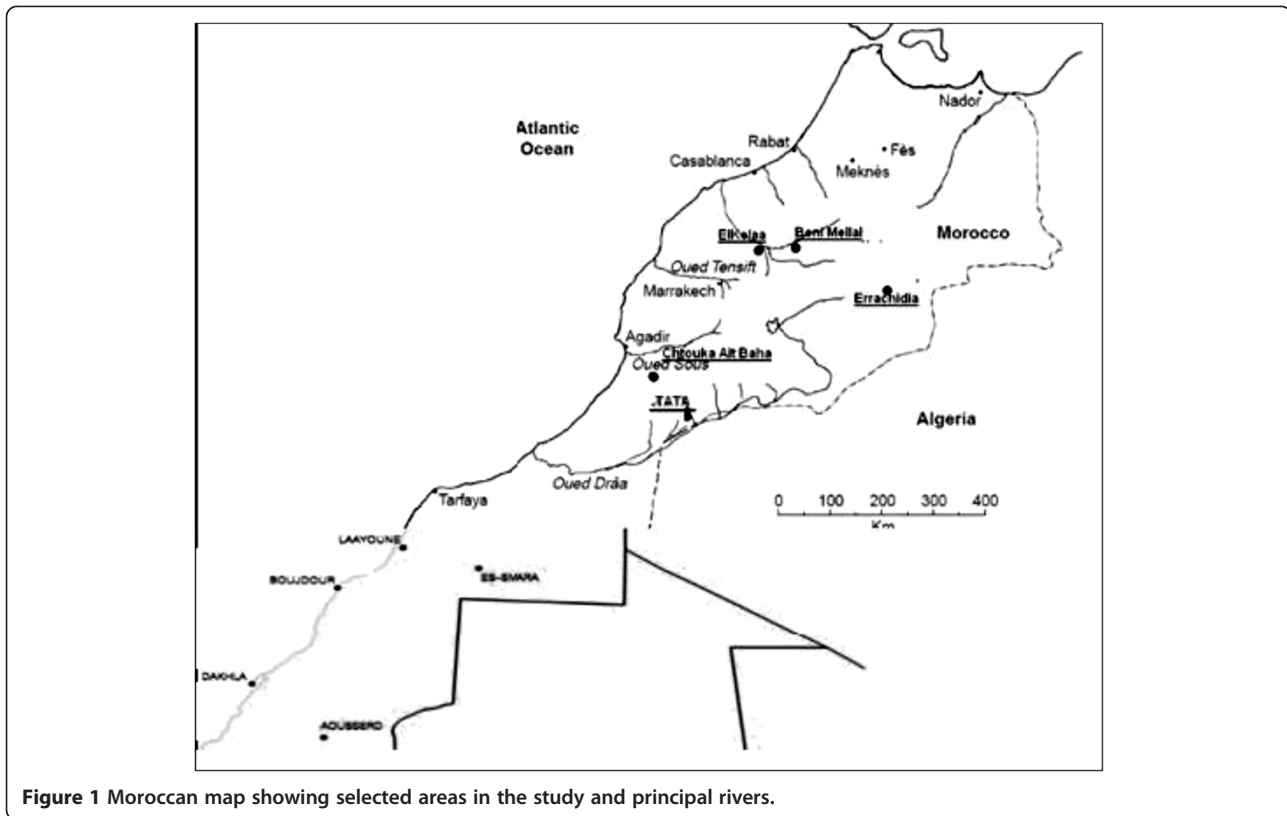 Atlantic
Ocean
Nador
Rabat
Fès
Casablanca
Meknès
ElKelaa
Beni Mellal
Morocco
Oued Tensift
Marrakech
Errachidia
Agadir
Chtouka Ait Baha
Oued Sous
.TATA
Algeria
Oued Drâa
Tarfaya
0 100 200 300 400
Km
LAAYOUNE
BOUJDOUR
ES-SMARA
DAKHLA
AOUSSERD
Figure 1 Moroccan map showing selected areas in the study and principal rivers.